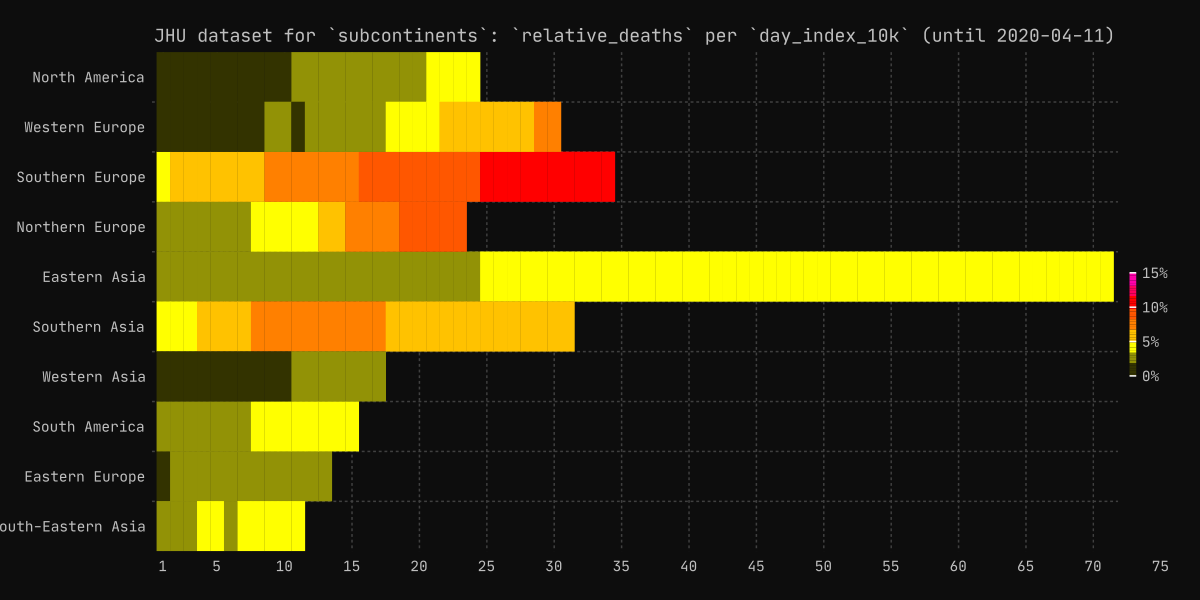 JHU dataset for `subcontinents`: `relative_deaths` per `day_index_10k` (until 2020-04-11)
North America
Western Europe
Southern Europe
Northern Europe
Eastern Asia
Southern Asia
Western Asia
South America
Eastern Europe
outh-Eastern Asia
15%
10%
5%
0%
1 5 10 15 20 25 30 35 40 45 50 55 60 65 70 75